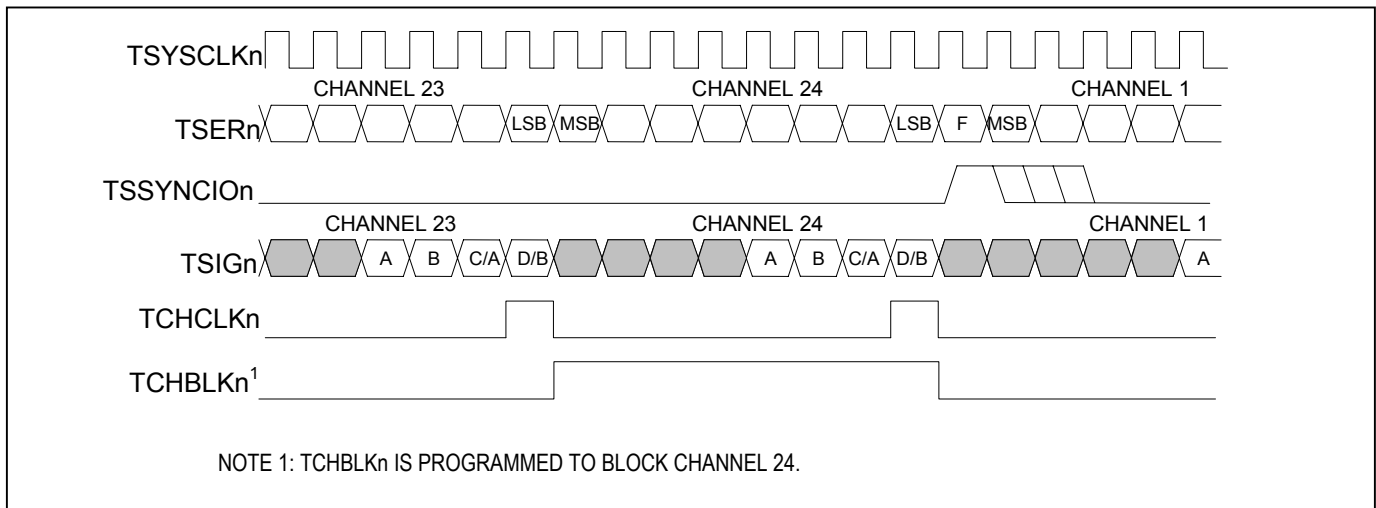 TSYSCLKn
CHANNEL 23 CHANNEL 24 CHANNEL 1
TSERn LSB MSB LSB F MSB
TSSYNCIOn
CHANNEL 23 CHANNEL 24 CHANNEL 1
TSIGn A B C/A D/B A B C/A D/B A
TCHCLKn
TCHBLKn¹
NOTE 1: TCHBLKn IS PROGRAMMED TO BLOCK CHANNEL 24.